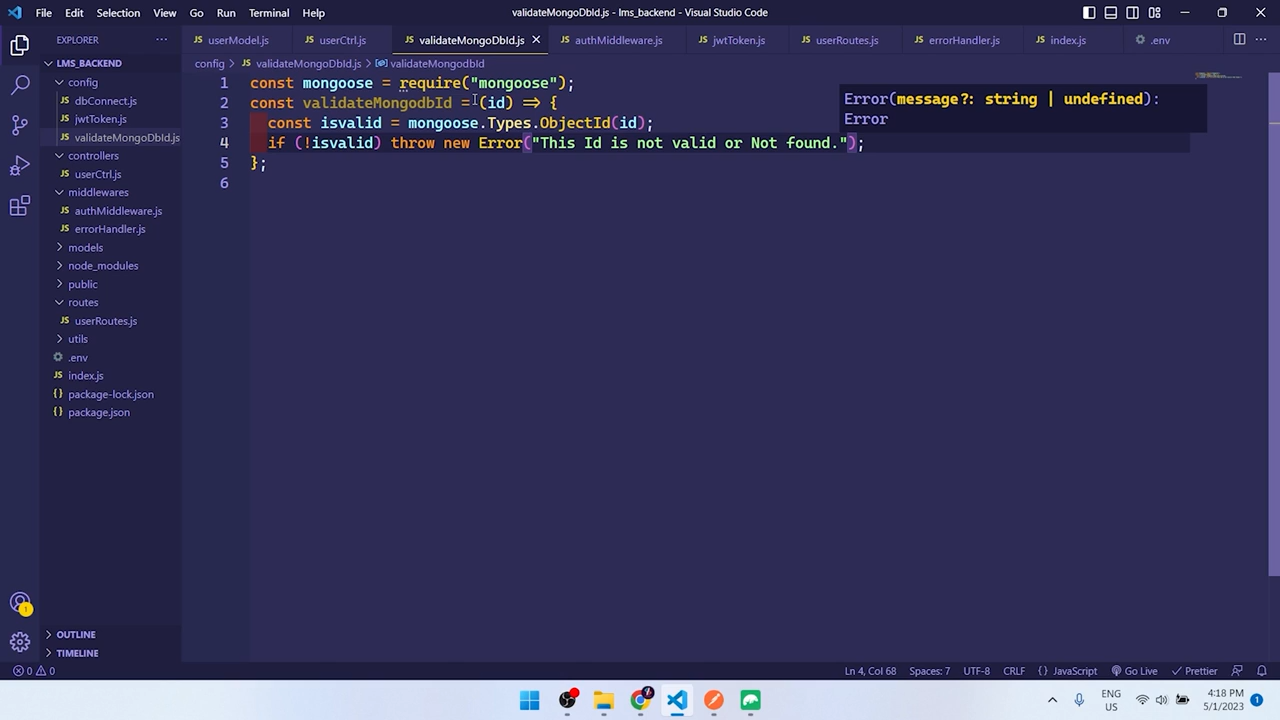 File Edit Selection View Go Run Terminal Help
validateMongoDbId.js - lms_backend - Visual Studio Code
EXPLORER
userModel.js
userCtrl.js
validateMongoDbId.js
authMiddleware.js
jwtToken.js
userRoutes.js
errorHandler.js
index.js
.env
config > validateMongoDbId.js > validateMongodbId
LMS_BACKEND
config
dbConnect.js
jwtToken.js
validateMongoDbId.js
controllers
userCtrl.js
middlewares
authMiddleware.js
errorHandler.js
models
node_modules
public
routes
userRoutes.js
utils
.env
index.js
package-lock.json
package.json
OUTLINE
TIMELINE
1 const mongoose = require("mongoose");
2 const validateMongodbId = (id) => {
3 const isvalid = mongoose.Types.ObjectId(id);
4 if (!isvalid) throw new Error("This Id is not valid or Not found.");
5 };
6
Error(message?: string | undefined):
Error
0 0 Ln 4, Col 68 Spaces: 7 UTF-8 CRLF {} JavaScript Go Live Prettier
1
ENG
US
4:18 PM
5/1/2023
1